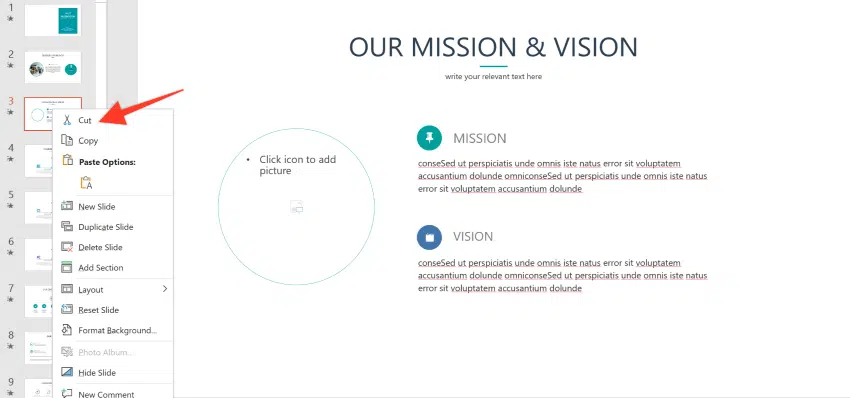 1
2
3
4
5
6
7
8
9
Cut
Copy
Paste Options:
A
New Slide
Duplicate Slide
Delete Slide
Add Section
Layout
Reset Slide
Format Background...
Photo Album...
Hide Slide
New Comment
OUR MISSION & VISION
write your relevant text here
• Click icon to add
picture
MISSION
conseSed ut perspiciatis unde omnis iste natus error sit voluptatem
accusantium dolunde omniconseSed ut perspiciatis unde omnis iste natus
error sit voluptatem accusantium dolunde
VISION
conseSed ut perspiciatis unde omnis iste natus error sit voluptatem
accusantium dolunde omniconseSed ut perspiciatis unde omnis iste natus
error sit voluptatem accusantium dolunde